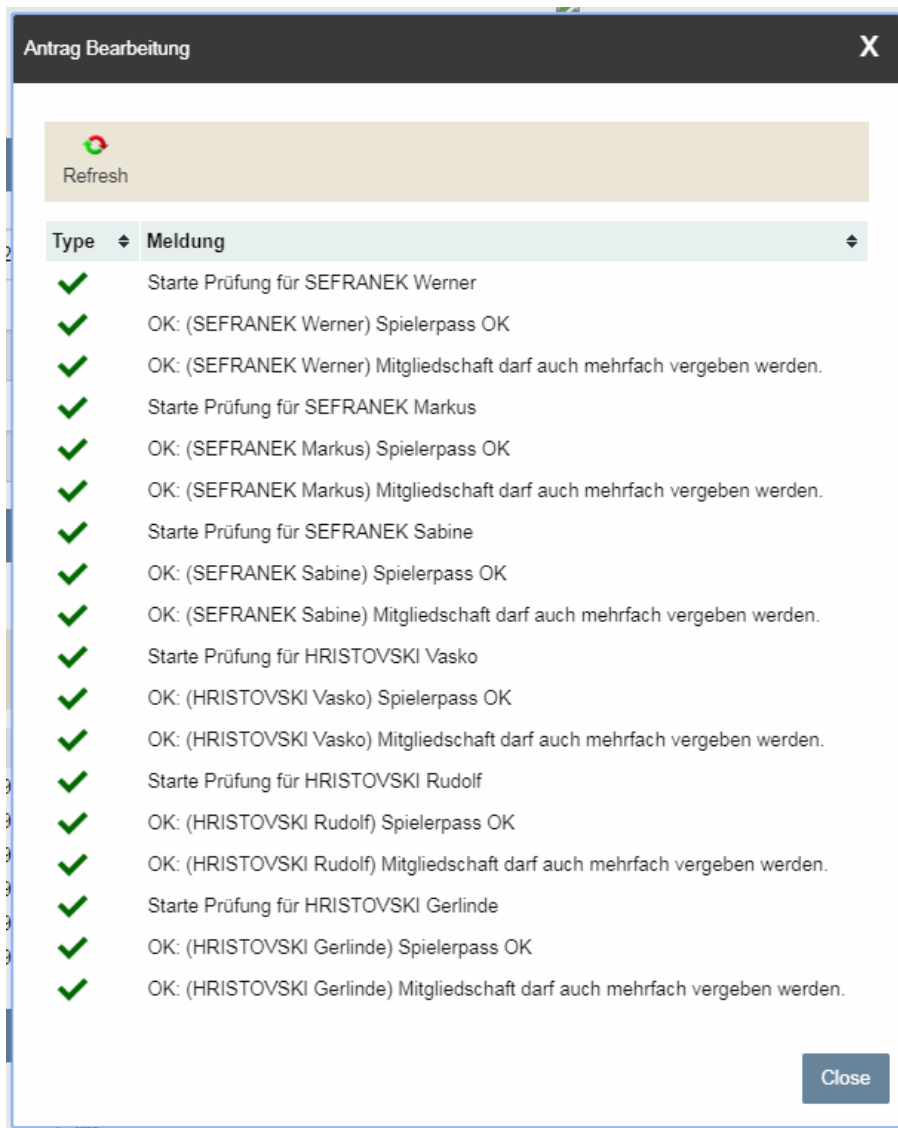 Antrag Bearbeitung X
Refresh
Type Meldung
Starte Prüfung für SEFRANEK Werner
OK: (SEFRANEK Werner) Spielerpass OK
OK: (SEFRANEK Werner) Mitgliedschaft darf auch mehrfach vergeben werden.
Starte Prüfung für SEFRANEK Markus
OK: (SEFRANEK Markus) Spielerpass OK
OK: (SEFRANEK Markus) Mitgliedschaft darf auch mehrfach vergeben werden.
Starte Prüfung für SEFRANEK Sabine
OK: (SEFRANEK Sabine) Spielerpass OK
OK: (SEFRANEK Sabine) Mitgliedschaft darf auch mehrfach vergeben werden.
Starte Prüfung für HRISTOVSKI Vasko
OK: (HRISTOVSKI Vasko) Spielerpass OK
OK: (HRISTOVSKI Vasko) Mitgliedschaft darf auch mehrfach vergeben werden.
Starte Prüfung für HRISTOVSKI Rudolf
OK: (HRISTOVSKI Rudolf) Spielerpass OK
OK: (HRISTOVSKI Rudolf) Mitgliedschaft darf auch mehrfach vergeben werden.
Starte Prüfung für HRISTOVSKI Gerlinde
OK: (HRISTOVSKI Gerlinde) Spielerpass OK
OK: (HRISTOVSKI Gerlinde) Mitgliedschaft darf auch mehrfach vergeben werden.
Close